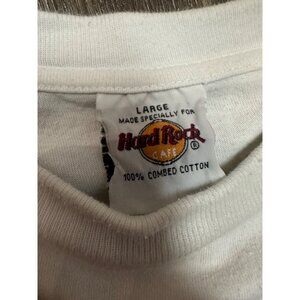 LARGE
MADE SPECIALLY FOR
Hard Rock
CAFE ®
100% COMBED COTTON